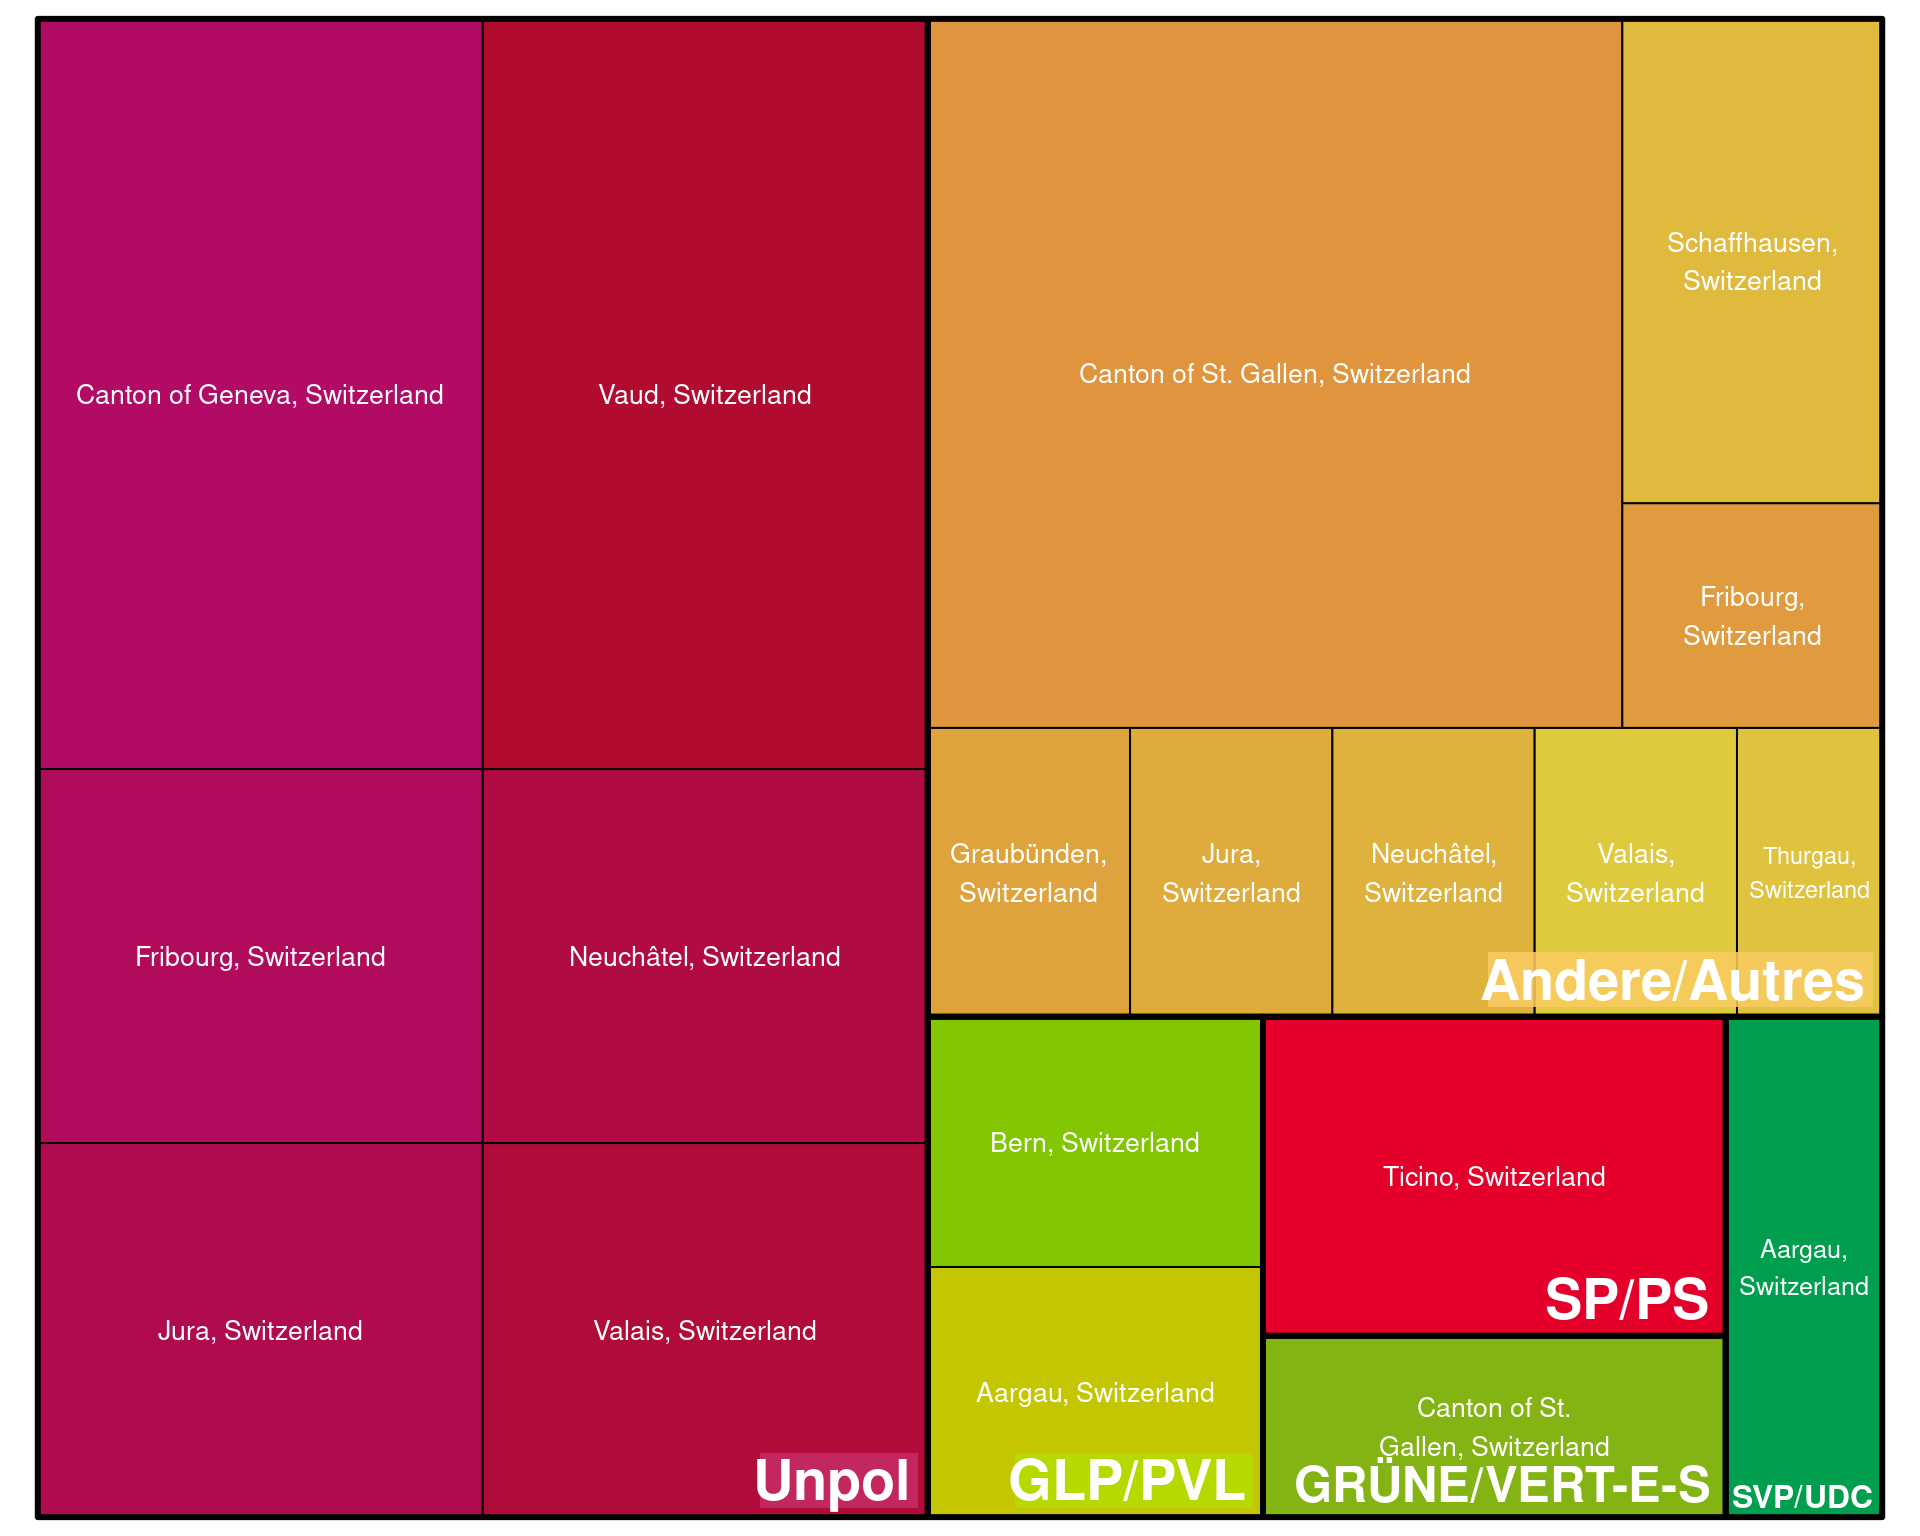 Canton of Geneva, Switzerland
Vaud, Switzerland
Fribourg, Switzerland
Neuchâtel, Switzerland
Jura, Switzerland
Valais, Switzerland
Unpol
Canton of St. Gallen, Switzerland
Schaffhausen,
Switzerland
Fribourg,
Switzerland
Graubünden,
Switzerland
Jura,
Switzerland
Neuchâtel,
Switzerland
Valais,
Switzerland
Thurgau,
Switzerland
Andere/Autres
Bern, Switzerland
Aargau, Switzerland
GLP/PVL
Ticino, Switzerland
SP/PS
Canton of St.
Gallen, Switzerland
GRÜNE/VERT-E-S
Aargau,
Switzerland
SVP/UDC